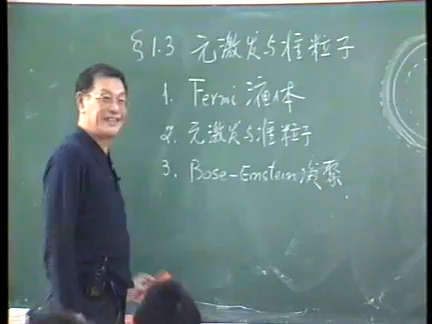 §1.3 元激发与准粒子
1. Fermi 液体
2. 元激发与准粒子
3. Bose-Einstein 凝聚